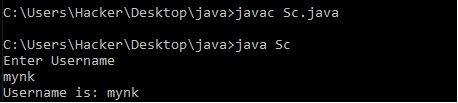 C:\Users\Hacker\Desktop\java>javac Sc.java
C:\Users\Hacker\Desktop\java>java Sc
Enter Username
mynk
Username is: mynk